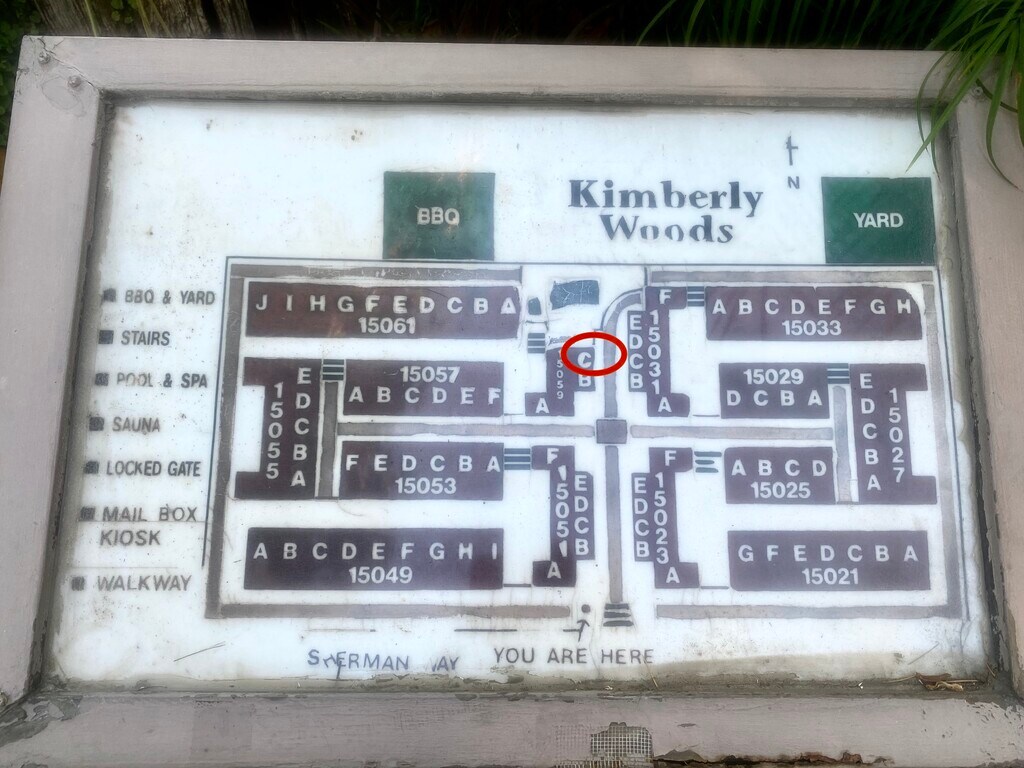 N
Kimberly
Woods
BBQ
YARD
BBQ & YARD
STAIRS
POOL & SPA
SAUNA
LOCKED GATE
MAIL BOX
KIOSK
WALKWAY
J I H G F E D C B A
15061
F
E D C B
15031
A
A B C D E F G H
15033
C B
15059
A
E D C B A
15055
15057
A B C D E F
15029
D C B A
E D C B A
15027
F E D C B A
15053
F
E D C B
15051
A
F
E D C B
15023
A
A B C D
15025
A B C D E F G H I
15049
G F E D C B A
15021
YOU ARE HERE